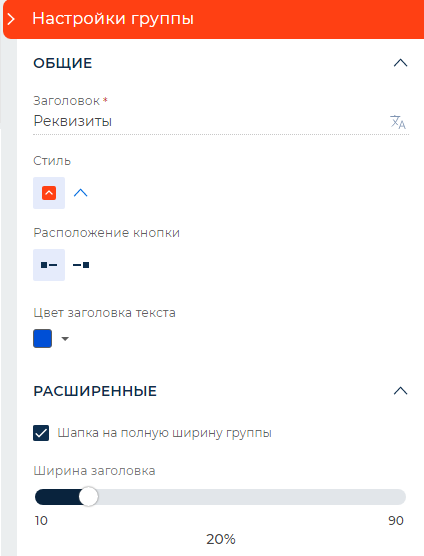 Настройки группы
ОБЩИЕ
Заголовок *
Реквизиты
Стиль
Расположение кнопки
Цвет заголовка текста
РАСШИРЕННЫЕ
Шапка на полную ширину группы
Ширина заголовка
10 90
20%